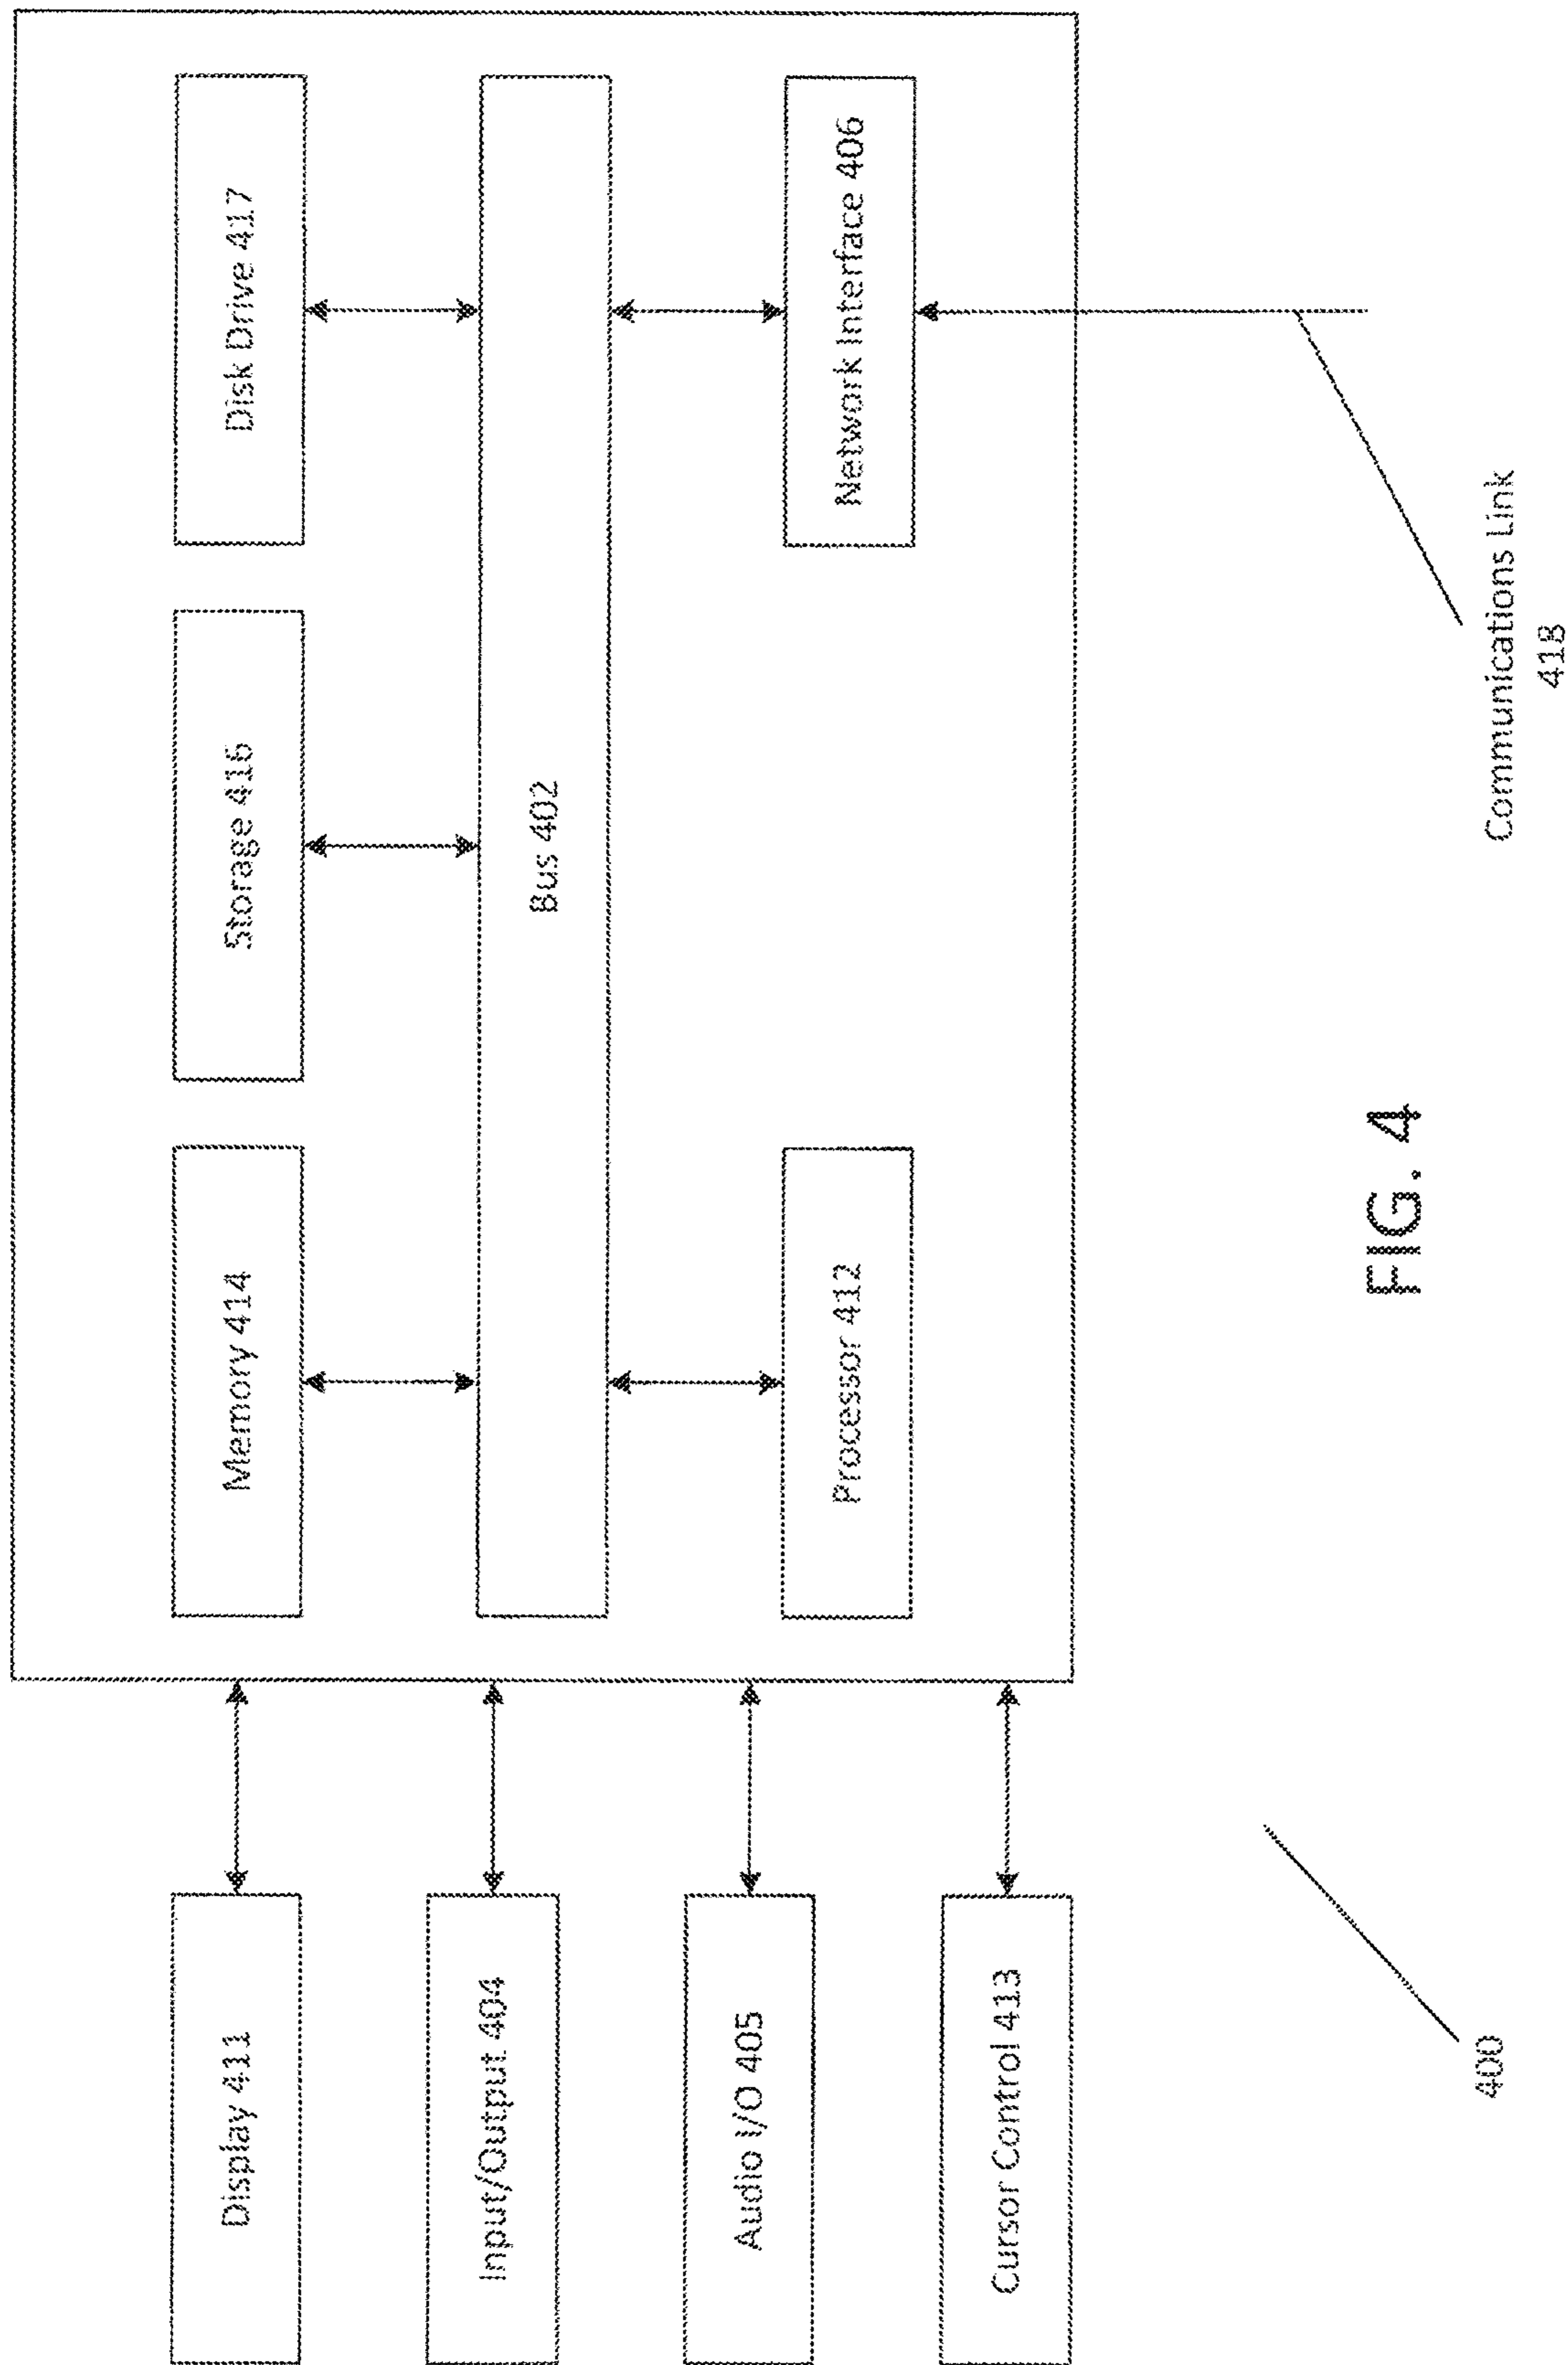 Display 411
Input/Output 404
Audio I/O 405
Cursor Control 413
Memory 414
Storage 416
Disk Drive 417
Bus 402
Processor 412
Network Interface 406
Communications Link
418
400
FIG. 4